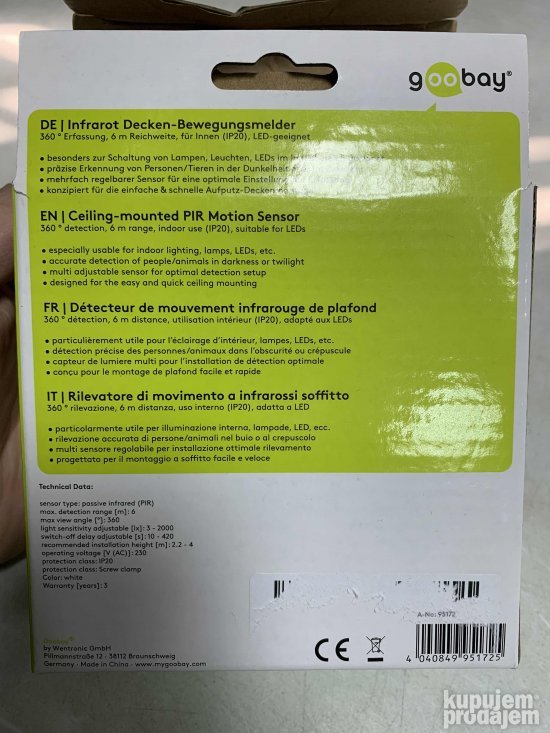 goobay®
DE | Infrarot Decken-Bewegungsmelder
360 ° Erfassung, 6 m Reichweite, für Innen (IP20), LED-geeignet
• besonders zur Schaltung von Lampen, Leuchten, LEDs im
• präzise Erkennung von Personen/Tieren in der Dunkelheit
• mehrfach regelbarer Sensor für eine optimale Einstellung
• konzipiert für die einfache & schnelle Aufputz-Decken
EN | Ceiling-mounted PIR Motion Sensor
360 ° detection, 6 m range, indoor use (IP20), suitable for LEDs
• especially usable for indoor lighting, lamps, LEDs, etc.
• accurate detection of people/animals in darkness or twilight
• multi adjustable sensor for optimal detection setup
• designed for the easy and quick ceiling mounting
FR | Détecteur de mouvement infrarouge de plafond
360 ° détection, 6 m distance, utilisation intérieur (IP20), adapté aux LEDs
• particulièrement utile pour l'éclairage d'intérieur, lampes, LEDs, etc.
• détection précise des personnes/animaux dans l'obscurité ou crépuscule
• capteur de lumiere multi pour installation de détection optimale
• conçu pour le montage de plafond facile et rapide
IT | Rilevatore di movimento a infrarossi soffitto
360 ° rilevazione, 6 m distanza, uso interno (IP20), adatta a LED
• particolarmente utile per illuminazione interna, lampade, LED, ecc.
• rilevazione accurata di persone/animali nel buio o al crepuscolo
• multi sensore regolabile per installazione ottimale rilevamento
• progettata per il montaggio a soffitto facile e veloce
Technical Data:
sensor type: passive infrared (PIR)
max. detection range [m]: 6
max view angle [°]: 360
light sensitivity adjustable [lx]: 3 - 2000
switch-off delay adjustable [s]: 10 - 420
recommended installation height [m]: 2.2 - 4
operating voltage [V (AC)]: 230
protection class: IP20
protection class: Screw clamp
Color: white
Warranty [years]: 3
Goobay®
by Wentronic GmbH
Pillmannstraße 12 · 38112 Braunschweig
Germany · Made in China · www.mygoobay.com
CE
A-No: 95172
4 040849 951725
kupujem
prodajem